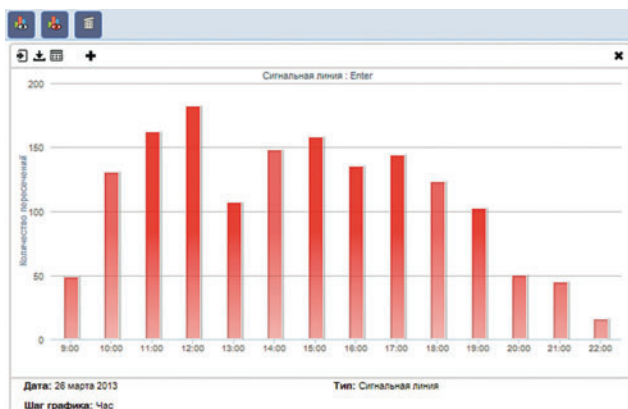 Сигнальная линия : Enter
Количество пересечений
200
150
100
50
0
9:00 10:00 11:00 12:00 13:00 14:00 15:00 16:00 17:00 18:00 19:00 20:00 21:00 22:00
Дата: 26 марта 2013 Тип: Сигнальная линия
Шаг графика: Час